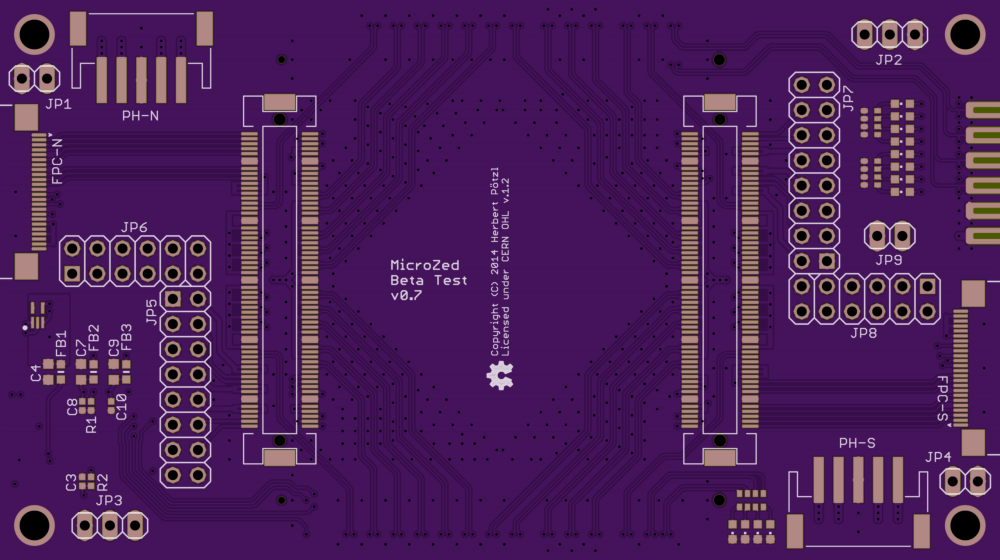 JP1
PH-N
FPC-N
JP2
JP7
JP6
JP5
JP9
JP8
MicroZed
Beta Test
v0.7
Copyright (C) 2014 Herbert Pötzl
Licensed under CERN OHL v.1.2
C4
FB1
C7
FB2
C9
FB3
C8
R1
C10
C3
R2
JP3
FPC-S
PH-S
JP4